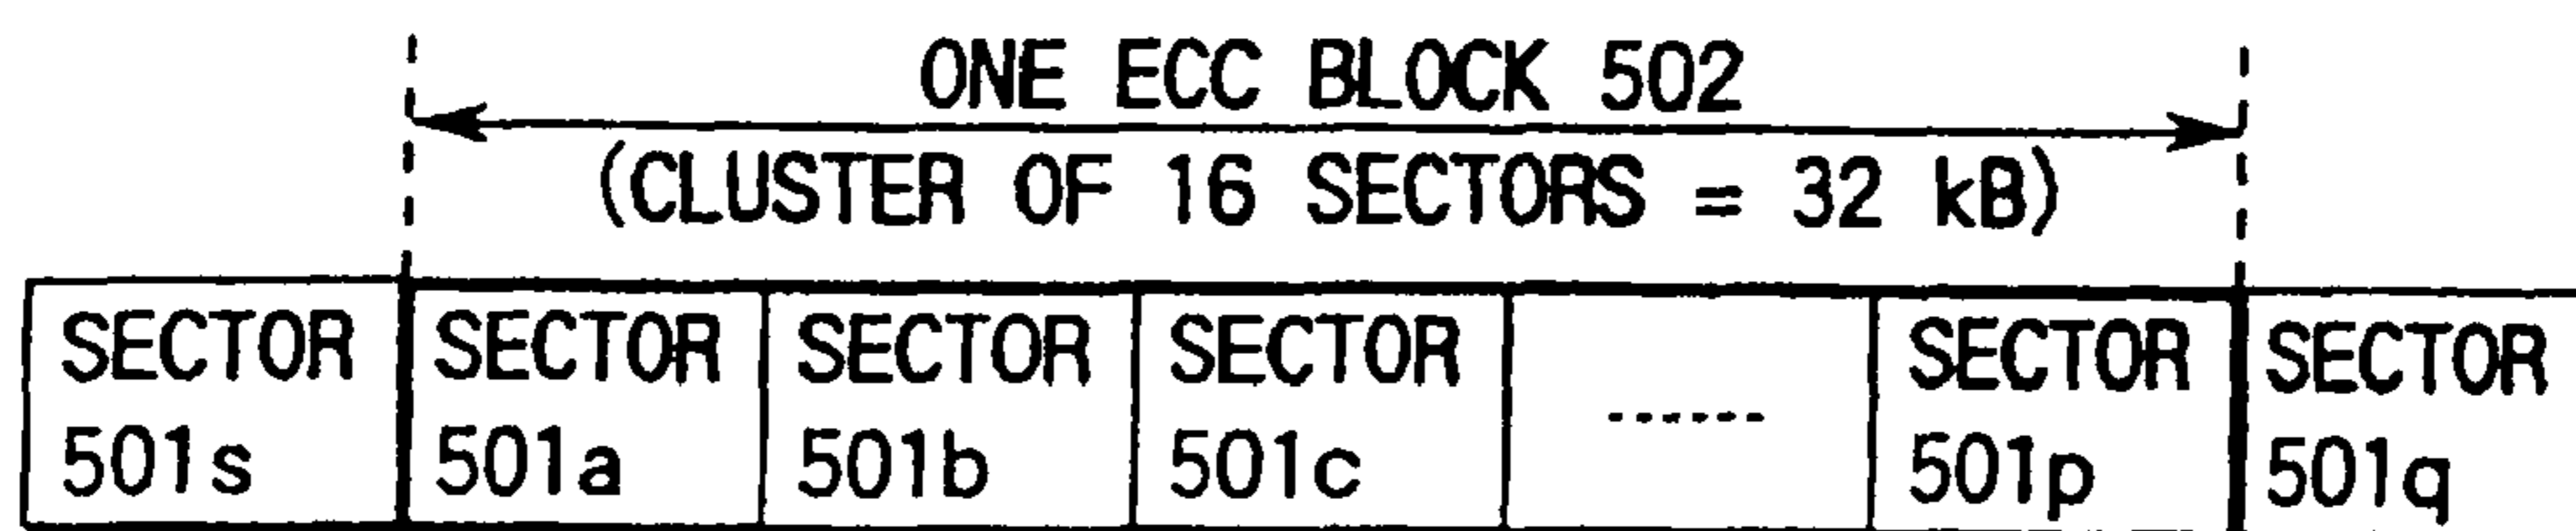 ONE ECC BLOCK 502
(CLUSTER OF 16 SECTORS = 32 kB)
SECTOR SECTOR SECTOR SECTOR ...... SECTOR SECTOR
501s 501a 501b 501c 501p 501q